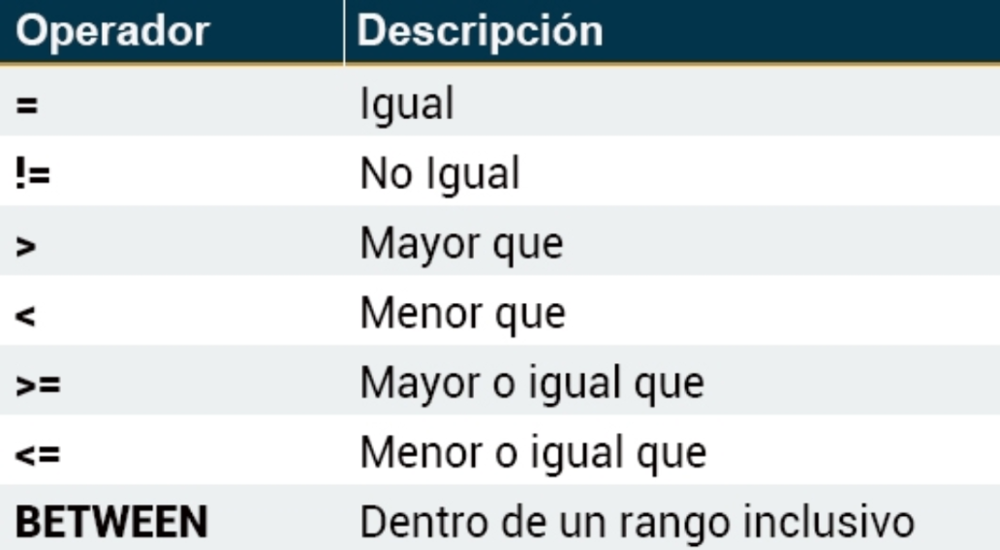 Operador Descripción
= Igual
!= No Igual
> Mayor que
< Menor que
>= Mayor o igual que
<= Menor o igual que
BETWEEN Dentro de un rango inclusivo